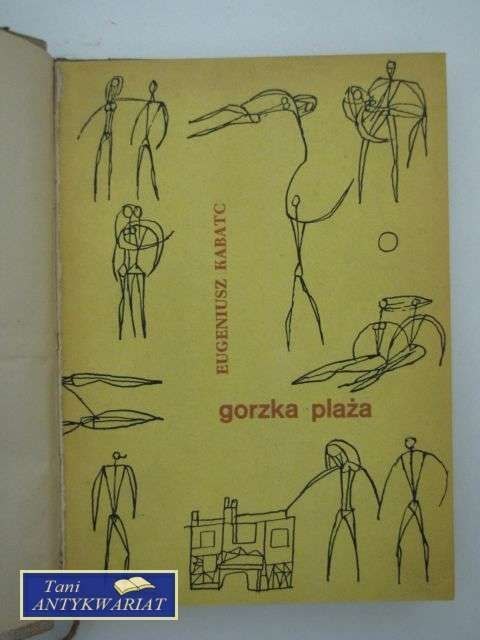 EUGENIUSZ KABATC
gorzka plaża
Tani
ANTYKWARIAT